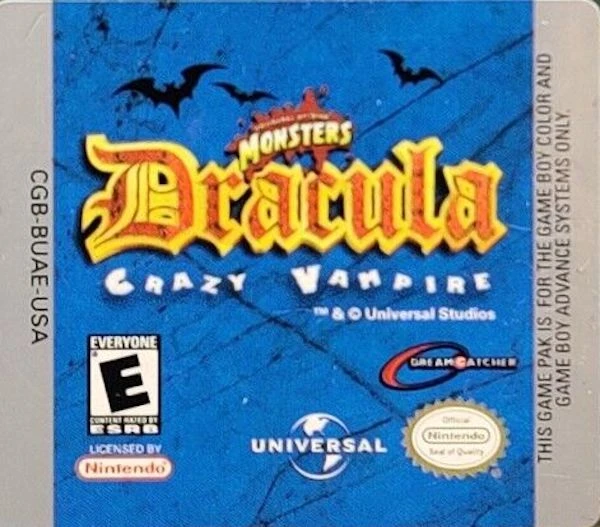 CGB-BUAE-USA
MONSTERS
Dracula
CRAZY VAMPIRE
™ & © Universal Studios
EVERYONE
E
CONTENT RATED BY
ESRB
LICENSED BY
Nintendo
UNIVERSAL
DREAMCATCHER
Official
Nintendo
Seal of Quality
THIS GAME PAK IS FOR THE GAME BOY COLOR AND
GAME BOY ADVANCE SYSTEMS ONLY.